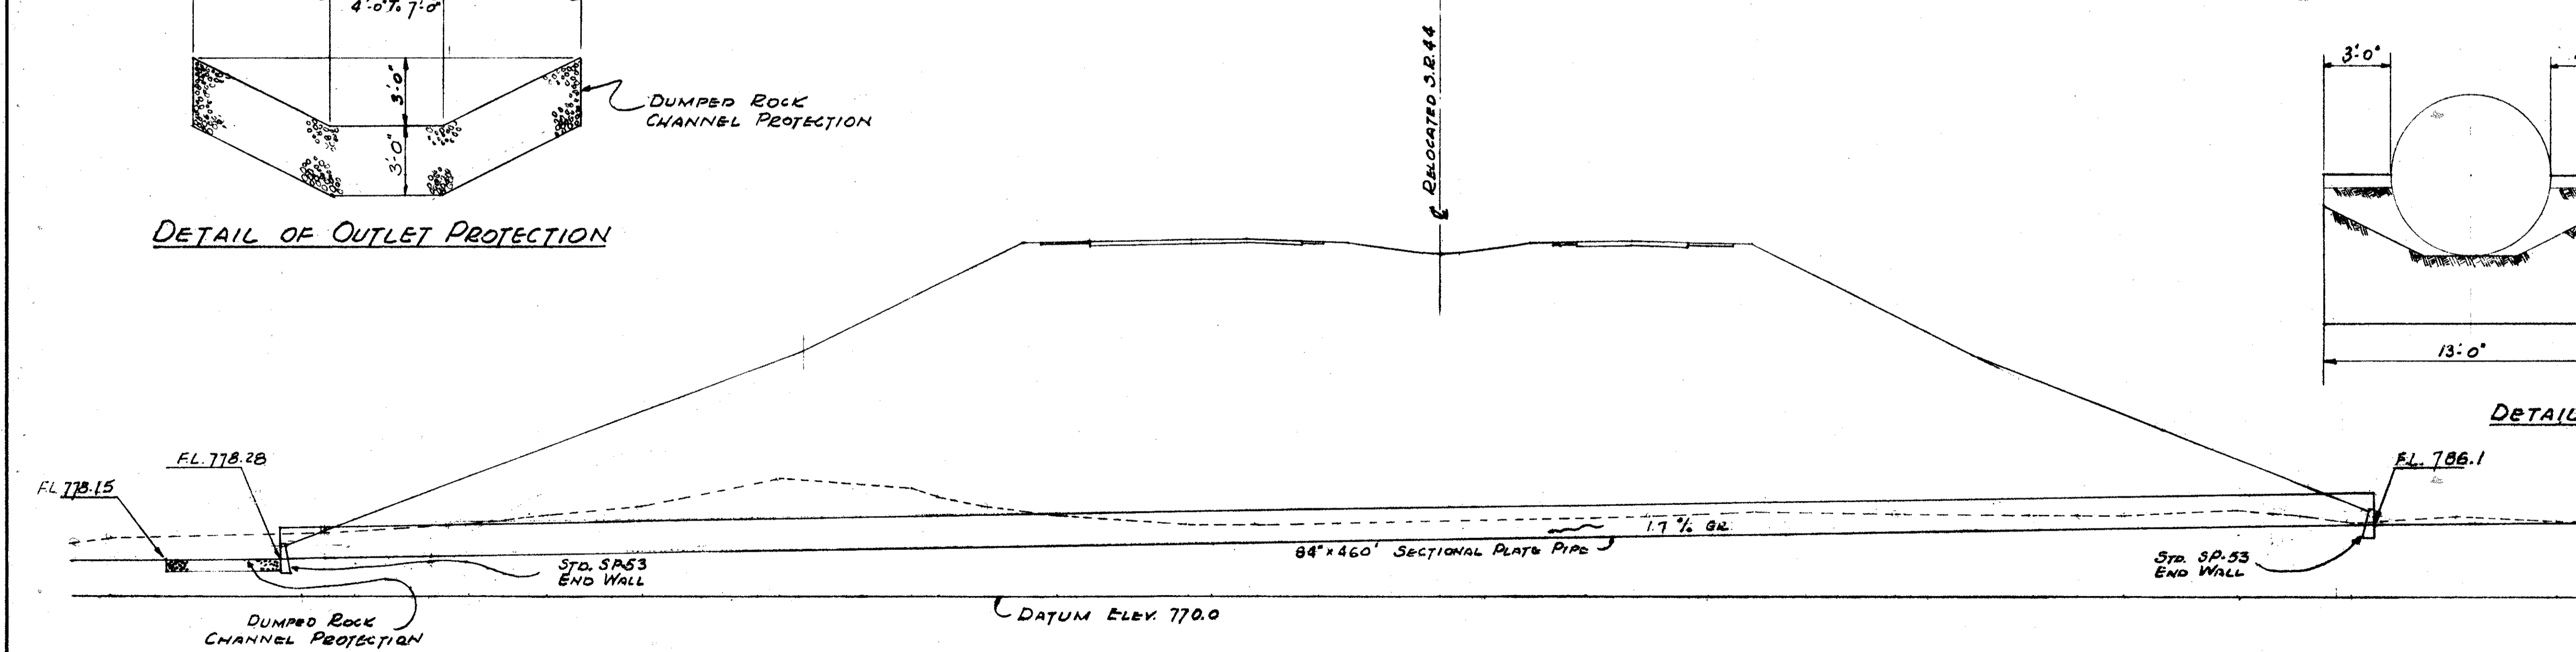 4'-0" To 7'-0"
3'-0"
3'-0"
DUMPED ROCK
CHANNEL PROTECTION
DETAIL OF OUTLET PROTECTION
℄ RELOCATED S.R.44
3'-0"
13'-0"
DETAIL
F.L. 778.15
F.L. 778.28
F.L. 786.1
1.7 % GR.
84" x 460' SECTIONAL PLATE PIPE
STD. SP-53
END WALL
STD. SP-53
END WALL
DUMPED ROCK
CHANNEL PROTECTION
DATUM ELEV. 770.0